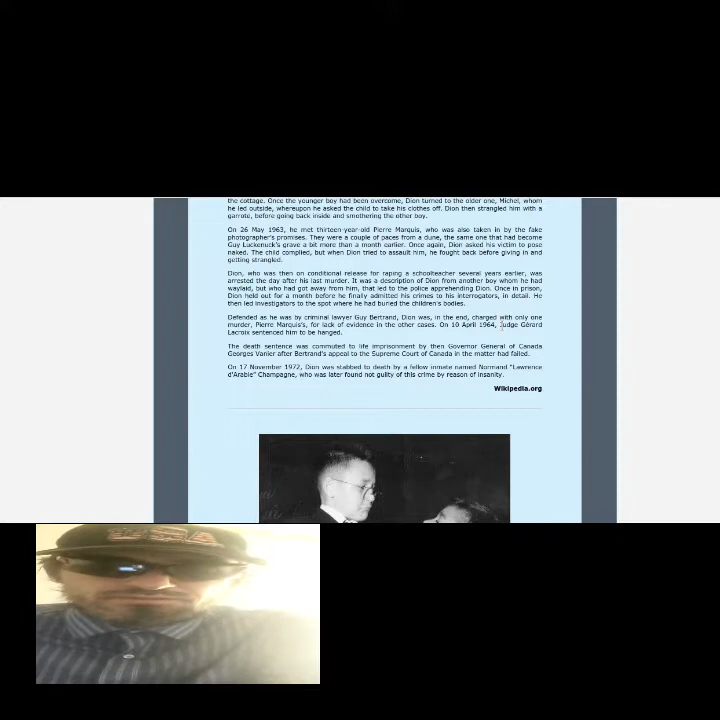 the cottage. Once the younger boy had been overcome, Dion turned to the older one, Michel, whom
he led outside, whereupon he asked the child to take his clothes off. Dion then strangled him with a
garrote, before going back inside and smothering the other boy.
On 26 May 1963, he met thirteen-year-old Pierre Marquis, who was also taken in by the fake
photographer's promises. They were a couple of paces from a dune, the same one that had become
Guy Luckenuck's grave a bit more than a month earlier. Once again, Dion asked his victim to pose
naked. The child complied, but when Dion tried to assault him, he fought back before giving in and
getting strangled.
Dion, who was then on conditional release for raping a schoolteacher several years earlier, was
arrested the day after his last murder. It was a description of Dion from another boy whom he had
waylaid, but who had got away from him, that led to the police apprehending Dion. Once in prison,
Dion held out for a month before he finally admitted his crimes to his interrogators, in detail. He
then led investigators to the spot where he had buried the children's bodies.
Defended as he was by criminal lawyer Guy Bertrand, Dion was, in the end, charged with only one
murder, Pierre Marquis's, for lack of evidence in the other cases. On 10 April 1964, Judge Gérard
Lacroix sentenced him to be hanged.
The death sentence was commuted to life imprisonment by then Governor General of Canada
Georges Vanier after Bertrand's appeal to the Supreme Court of Canada in the matter had failed.
On 17 November 1972, Dion was stabbed to death by a fellow inmate named Normand "Lawrence
d'Arabie" Champagne, who was later found not guilty of this crime by reason of insanity.
Wikipedia.org